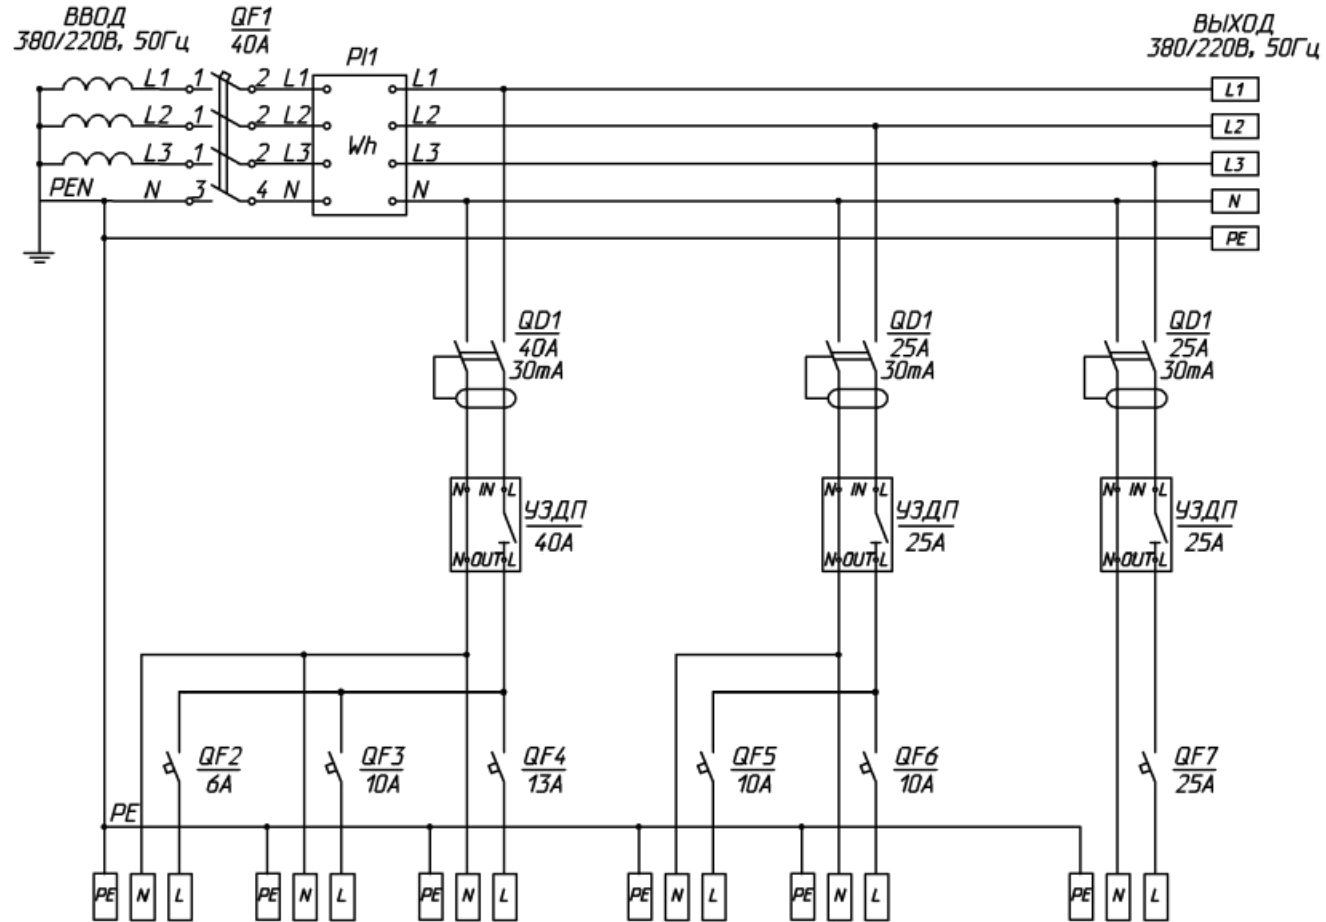 ВВОД
380/220В, 50Гц
QF1
40А
PI1
ВЫХОД
380/220В, 50Гц
L1 1 2 L1 L1 L1
L2 1 2 L2 L2 L2
Wh
L3 1 2 L3 L3 L3
PEN N 3 4 N N N
PE
QD1
40А
30mA
QD1
25А
30mA
QD1
25А
30mA
N IN L
N OUT L
УЗДП
40А
N IN L
N OUT L
УЗДП
25А
N IN L
N OUT L
УЗДП
25А
QF2
6А
QF3
10А
QF4
13А
QF5
10А
QF6
10А
QF7
25А
PE
PE N L PE N L PE N L PE N L PE N L PE N L